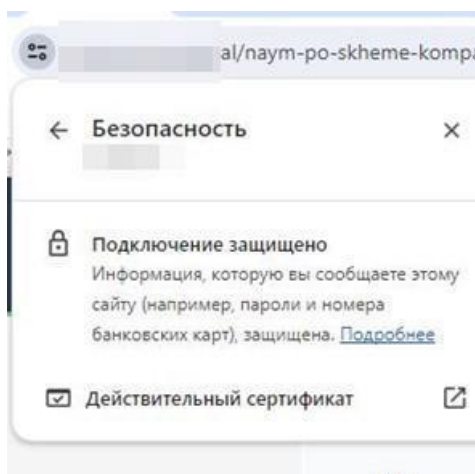 al/naym-po-skheme-kompa
Безопасность
Подключение защищено
Информация, которую вы сообщаете этому
сайту (например, пароли и номера
банковских карт), защищена. Подробнее
Действительный сертификат